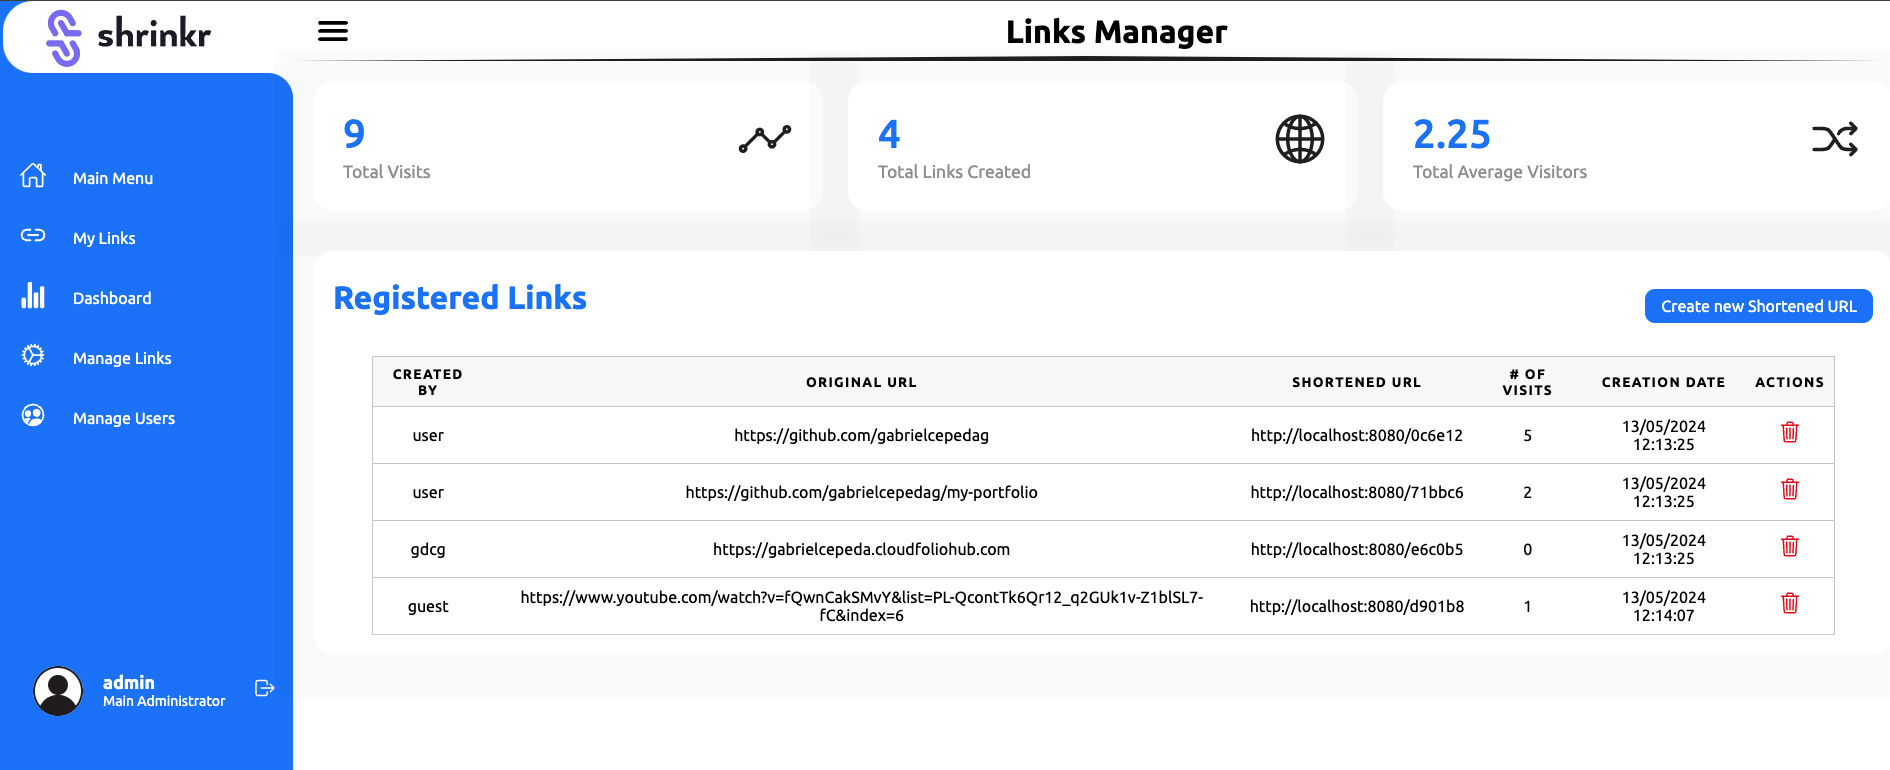 shrinkr
Links Manager
Main Menu
My Links
Dashboard
Manage Links
Manage Users
admin
Main Administrator
9
Total Visits
4
Total Links Created
2.25
Total Average Visitors
Registered Links
Create new Shortened URL
CREATED BY ORIGINAL URL SHORTENED URL # OF VISITS CREATION DATE ACTIONS
user https://github.com/gabrielcepedag http://localhost:8080/0c6e12 5 13/05/2024 12:13:25
user https://github.com/gabrielcepedag/my-portfolio http://localhost:8080/71bbc6 2 13/05/2024 12:13:25
gdcg https://gabrielcepeda.cloudfoliohub.com http://localhost:8080/e6c0b5 0 13/05/2024 12:13:25
guest https://www.youtube.com/watch?v=fQwnCakSMvY&list=PL-QcontTk6Qr12_q2GUk1v-Z1blSL7-fC&index=6 http://localhost:8080/d901b8 1 13/05/2024 12:14:07